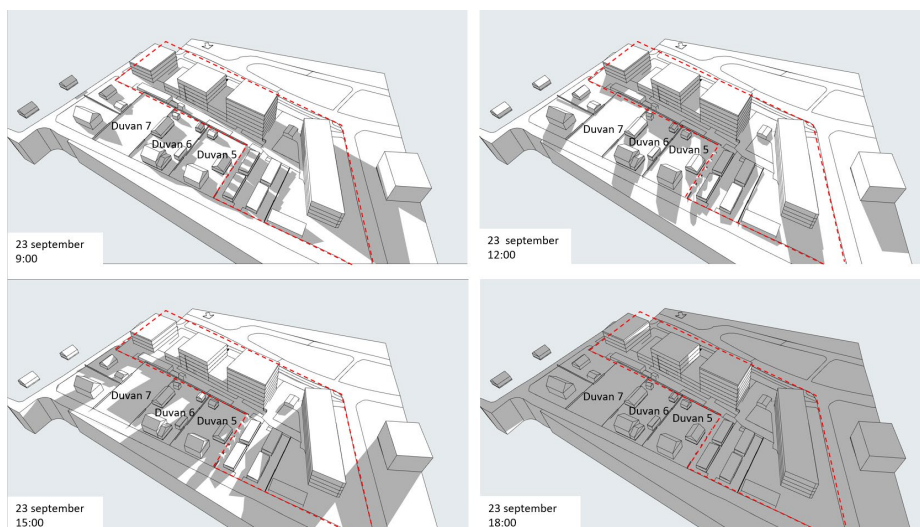 Duvan 7
Duvan 6
Duvan 5
23 september
9:00
Duvan 7
Duvan 6
Duvan 5
23  september
12:00
Duvan 7
Duvan 6
Duvan 5
23 september
15:00
Duvan 7
Duvan 6
Duvan 5
23 september
18:00